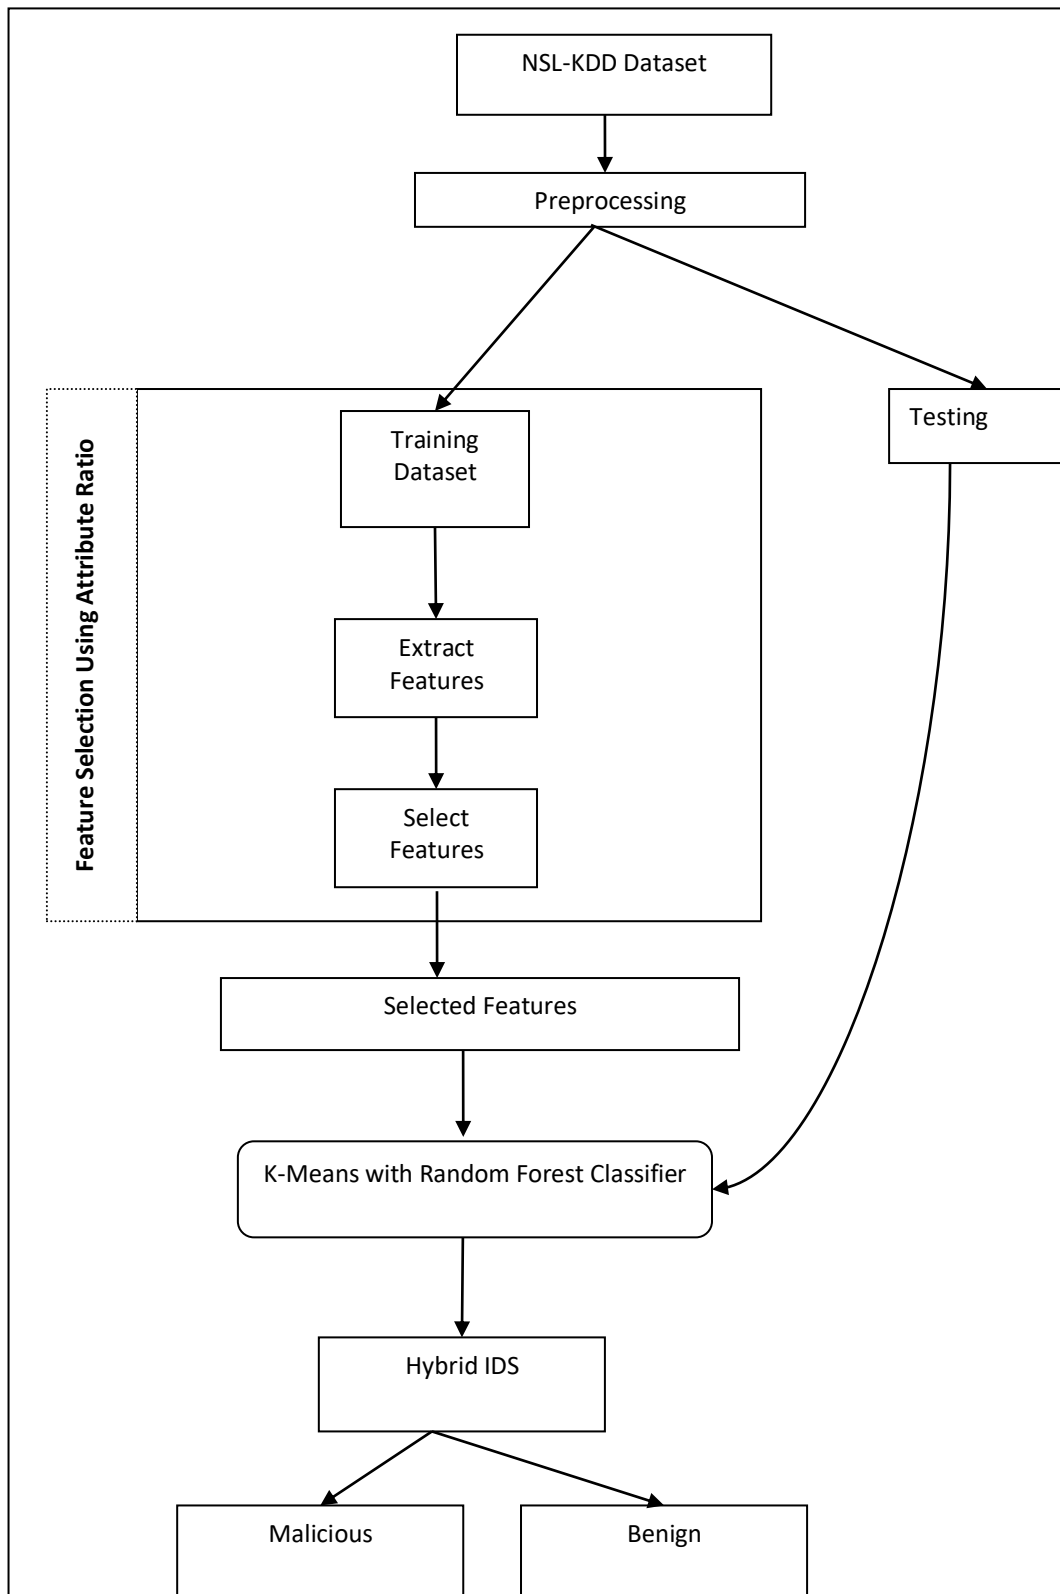 NSL-KDD Dataset
Preprocessing
Training
Dataset
Testing
Feature Selection Using Attribute Ratio
Extract
Features
Select
Features
Selected Features
K-Means with Random Forest Classifier
Hybrid IDS
Malicious
Benign